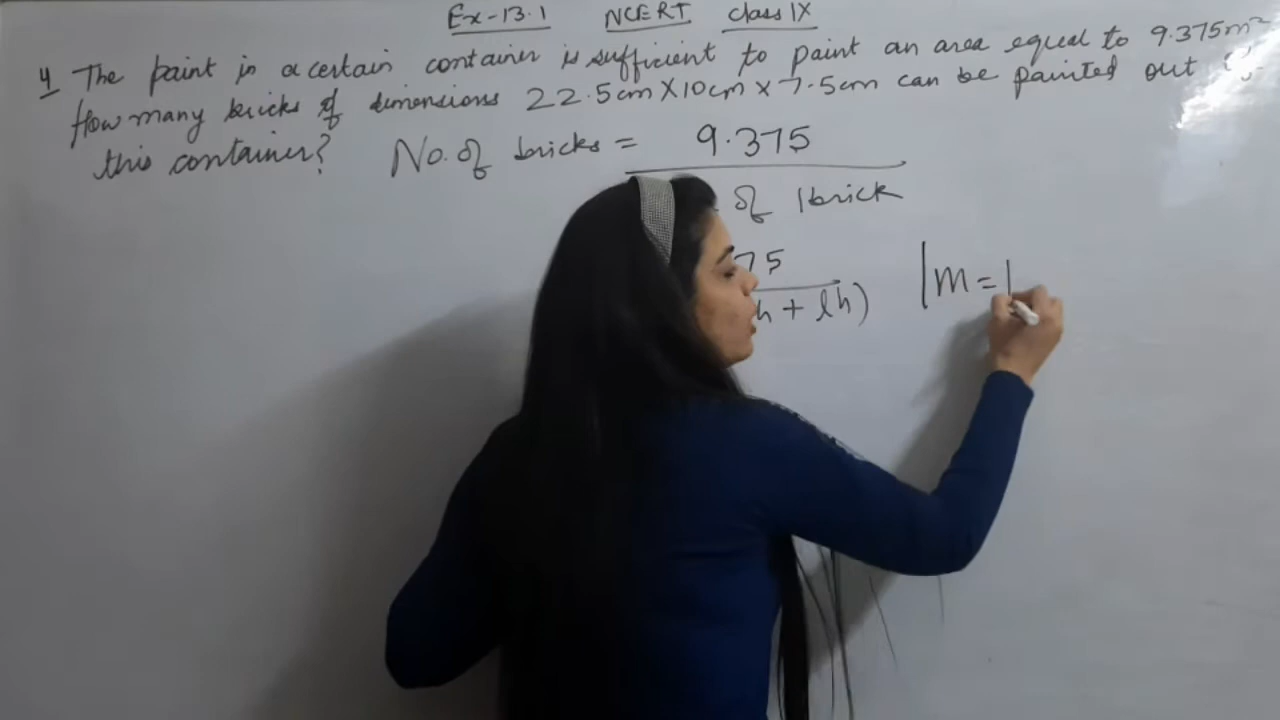 Ex-13.1 NCERT class IX
4 The paint in a certain container is sufficient to paint an area equal to 9.375m²
How many bricks of dimensions 22.5cm X 10cm x 7.5cm can be painted out of
this container? No. of bricks = 9.375
of 1 brick
75
h + lh)
1m = 1